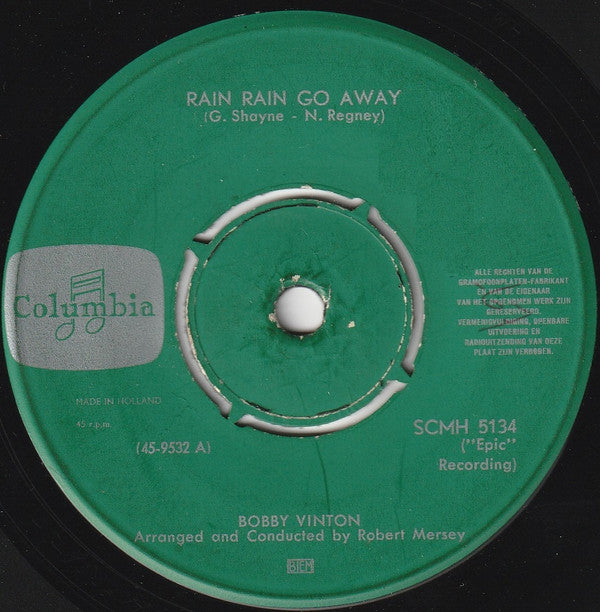 RAIN RAIN GO AWAY
(G. Shayne - N. Regney)
Columbia
ALLE RECHTEN VAN DE
GRAMOFOONPLATEN-FABRIKANT
EN VAN DE EIGENAAR
VAN HET OPGENOMEN WERK ZIJN
GERESERVEERD.
VERMENIGVULDIGING, OPENBARE
UITVOERING EN
RADIOUITZENDING VAN DEZE
PLAAT ZIJN VERBODEN.
MADE IN HOLLAND
45 r.p.m.
(45-9532 A)
SCMH 5134
("Epic"
Recording)
BOBBY VINTON
Arranged and Conducted by Robert Mersey
BIEM